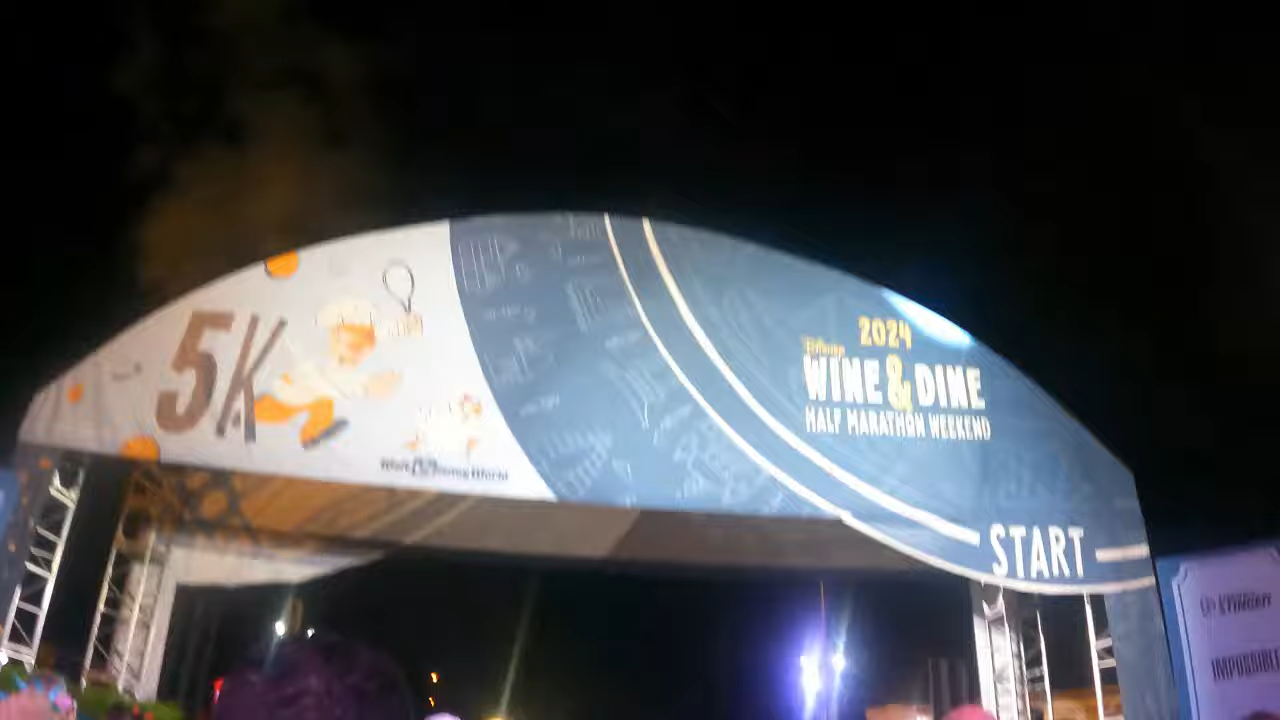 5K
Walt Disney World
2024
Disney
WINE & DINE
HALF MARATHON WEEKEND
START
IMPOSSIBLE